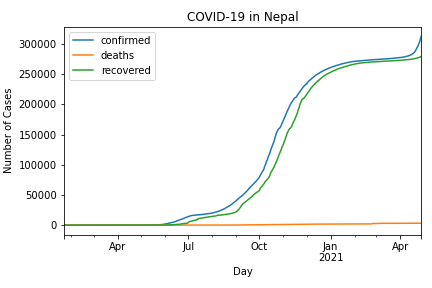 COVID-19 in Nepal
confirmed
deaths
recovered
Number of Cases
300000
250000
200000
150000
100000
50000
0
Apr Jul Oct Jan Apr
2021
Day